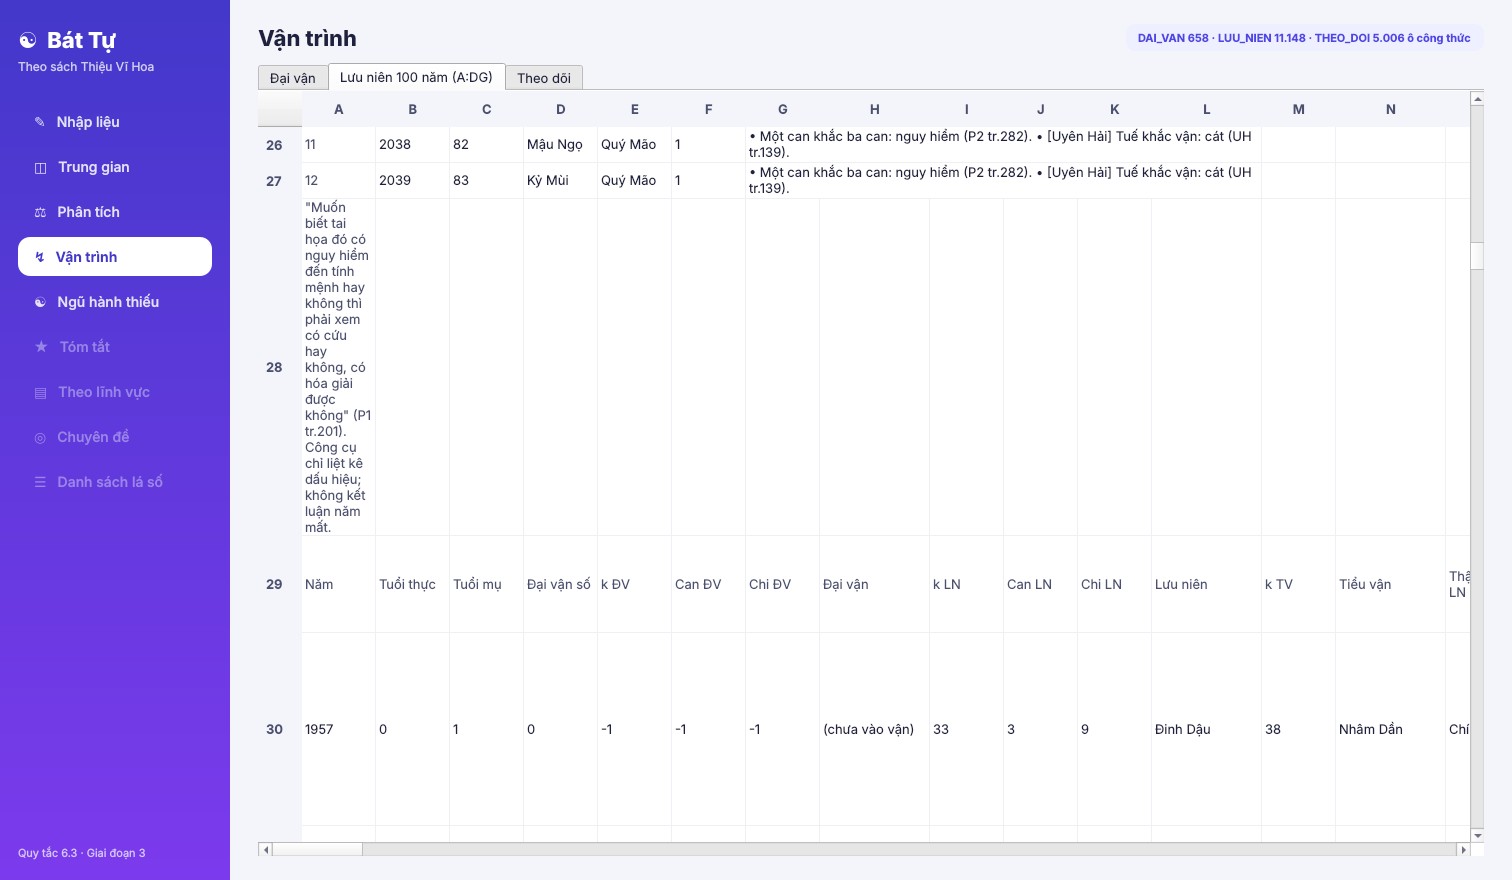 ☯ Bát Tự
Theo sách Thiệu Vĩ Hoa
✎ Nhập liệu
Trung gian
Phân tích
Vận trình
Ngũ hành thiếu
★ Tóm tắt
Theo lĩnh vực
Chuyên đề
Danh sách lá số
Quy tắc 6.3 · Giai đoạn 3
Vận trình
DAI_VAN 658 · LUU_NIEN 11.148 · THEO_DOI 5.006 ô công thức
Đại vận Lưu niên 100 năm (A:DG) Theo dõi
A B C D E F G H I J K L M N
26 11 2038 82 Mậu Ngọ Quý Mão 1 • Một can khắc ba can: nguy hiểm (P2 tr.282). • [Uyên Hải] Tuế khắc vận: cát (UH
tr.139).
27 12 2039 83 Kỷ Mùi Quý Mão 1 • Một can khắc ba can: nguy hiểm (P2 tr.282). • [Uyên Hải] Tuế khắc vận: cát (UH
tr.139).
28
"Muốn
biết tai
họa đó có
nguy hiểm
đến tính
mệnh hay
không thì
phải xem
có cứu
hay
không, có
hóa giải
được
không" (P1
tr.201).
Công cụ
chỉ liệt kê
dấu hiệu;
không kết
luận năm
mất.
29 Năm Tuổi thực Tuổi mụ Đại vận số k ĐV Can ĐV Chi ĐV Đại vận k LN Can LN Chi LN Lưu niên k TV Tiểu vận
LN
30 1957 0 1 0 -1 -1 -1 (chưa vào vận) 33 3 9 Đinh Dậu 38 Nhâm Dần